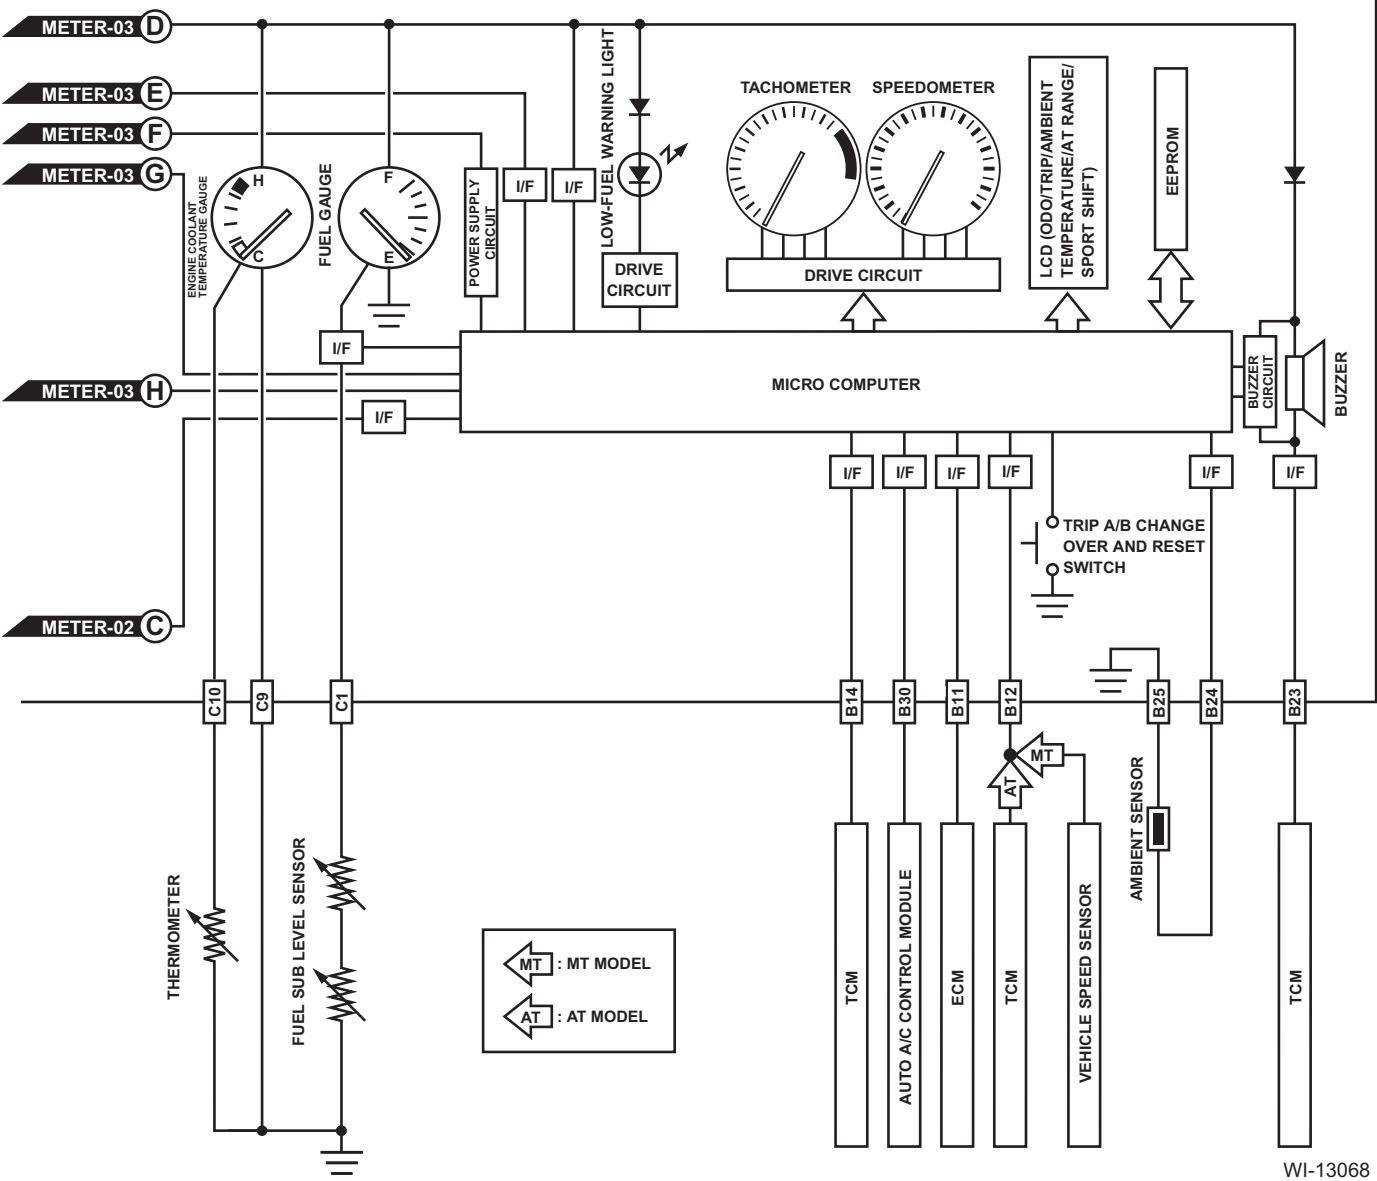 METER-03 D
METER-03 E
METER-03 F
METER-03 G
METER-03 H
METER-02 C
ENGINE COOLANT
TEMPERATURE GAUGE
H
C
FUEL GAUGE
F
E
POWER SUPPLY
CIRCUIT
I/F
I/F
LOW-FUEL WARNING LIGHT
DRIVE
CIRCUIT
TACHOMETER
SPEEDOMETER
DRIVE CIRCUIT
LCD (ODO/TRIP/AMBIENT
TEMPERATURE/AT RANGE/
SPORT SHIFT)
EEPROM
I/F
I/F
MICRO COMPUTER
BUZZER
CIRCUIT
BUZZER
I/F
I/F
I/F
I/F
I/F
I/F
TRIP A/B CHANGE
OVER AND RESET
SWITCH
C10
C9
C1
B14
B30
B11
B12
B25
B24
B23
MT
AT
THERMOMETER
FUEL SUB LEVEL SENSOR
MT : MT MODEL
AT : AT MODEL
TCM
AUTO A/C CONTROL MODULE
ECM
TCM
VEHICLE SPEED SENSOR
AMBIENT SENSOR
TCM
WI-13068